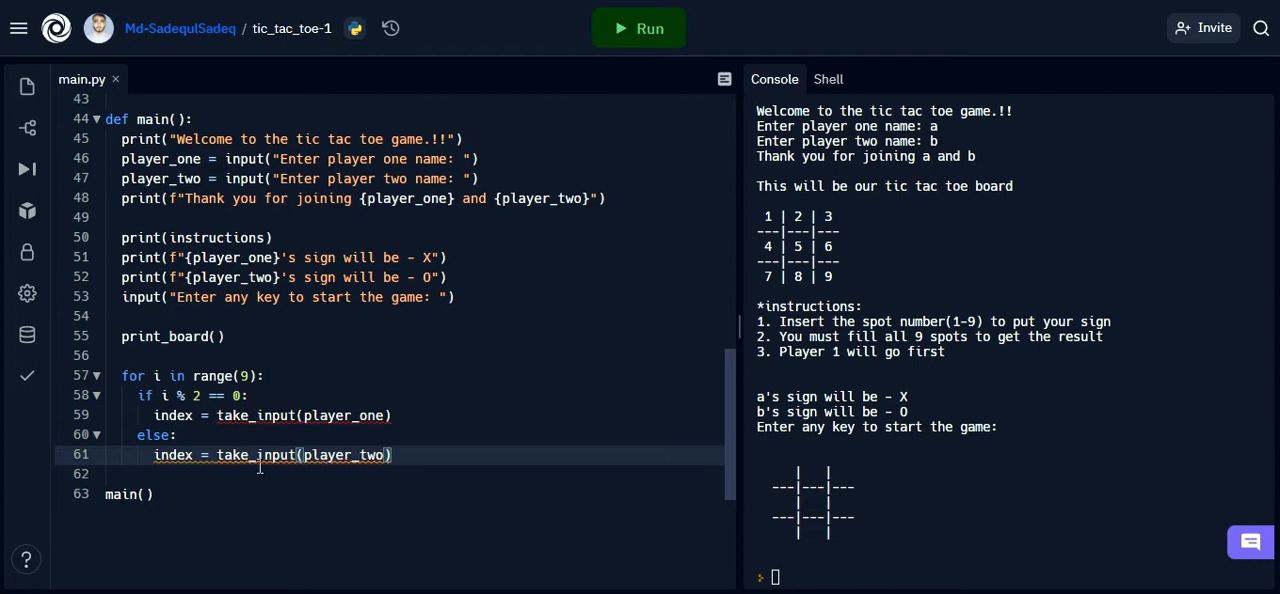 Md-SadequlSadeq / tic_tac_toe-1
Run
Invite
main.py ×
Console
Shell
43
44 def main():
45 print("Welcome to the tic tac toe game.!!")
46 player_one = input("Enter player one name: ")
47 player_two = input("Enter player two name: ")
48 print(f"Thank you for joining {player_one} and {player_two}")
49
50 print(instructions)
51 print(f"{player_one}'s sign will be - X")
52 print(f"{player_two}'s sign will be - O")
53 input("Enter any key to start the game: ")
54
55 print_board()
56
57 for i in range(9):
58 if i % 2 == 0:
59 index = take_input(player_one)
60 else:
61 index = take_input(player_two)
62
63 main()
Welcome to the tic tac toe game.!!
Enter player one name: a
Enter player two name: b
Thank you for joining a and b
This will be our tic tac toe board
1 | 2 | 3
---|---|---
4 | 5 | 6
---|---|---
7 | 8 | 9
*instructions:
1. Insert the spot number(1-9) to put your sign
2. You must fill all 9 spots to get the result
3. Player 1 will go first
a's sign will be - X
b's sign will be - O
Enter any key to start the game:
|   |
---|---|---
|   |
---|---|---
|   |
?